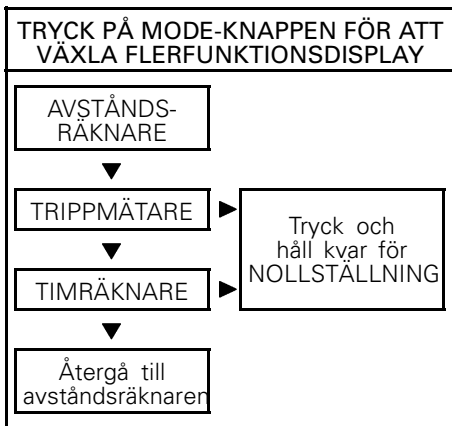 TRYCK PÅ MODE-KNAPPEN FÖR ATT
VÄXLA FLERFUNKTIONSDISPLAY
AVSTÅNDS-
RÄKNARE
TRIPPMÄTARE
Tryck och
håll kvar för
NOLLSTÄLLNING
TIMRÄKNARE
Återgå till
avståndsräknaren